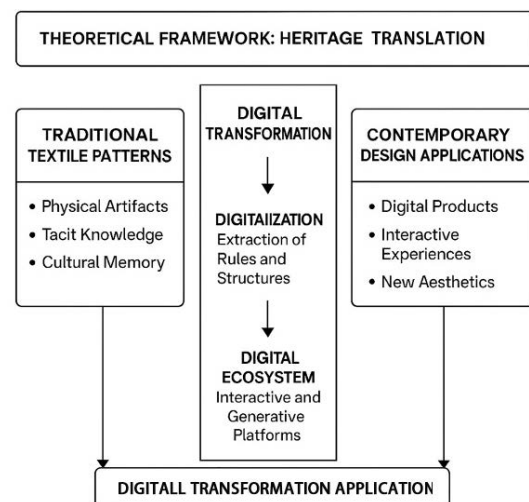 THEORETICAL FRAMEWORK: HERITAGE TRANSLATION
TRADITIONAL
TEXTILE PATTERNS
• Physical Artifacts
• Tacit Knowledge
• Cultural Memory
DIGITAL
TRANSFORMATION
DIGITALIZATION
Extraction of
Rules and
Structures
DIGITAL
ECOSYSTEM
Interactive and
Generative
Platforms
CONTEMPORARY
DESIGN APPLICATIONS
• Digital Products
• Interactive
Experiences
• New Aesthetics
DIGITALL TRANSFORMATION APPLICATION